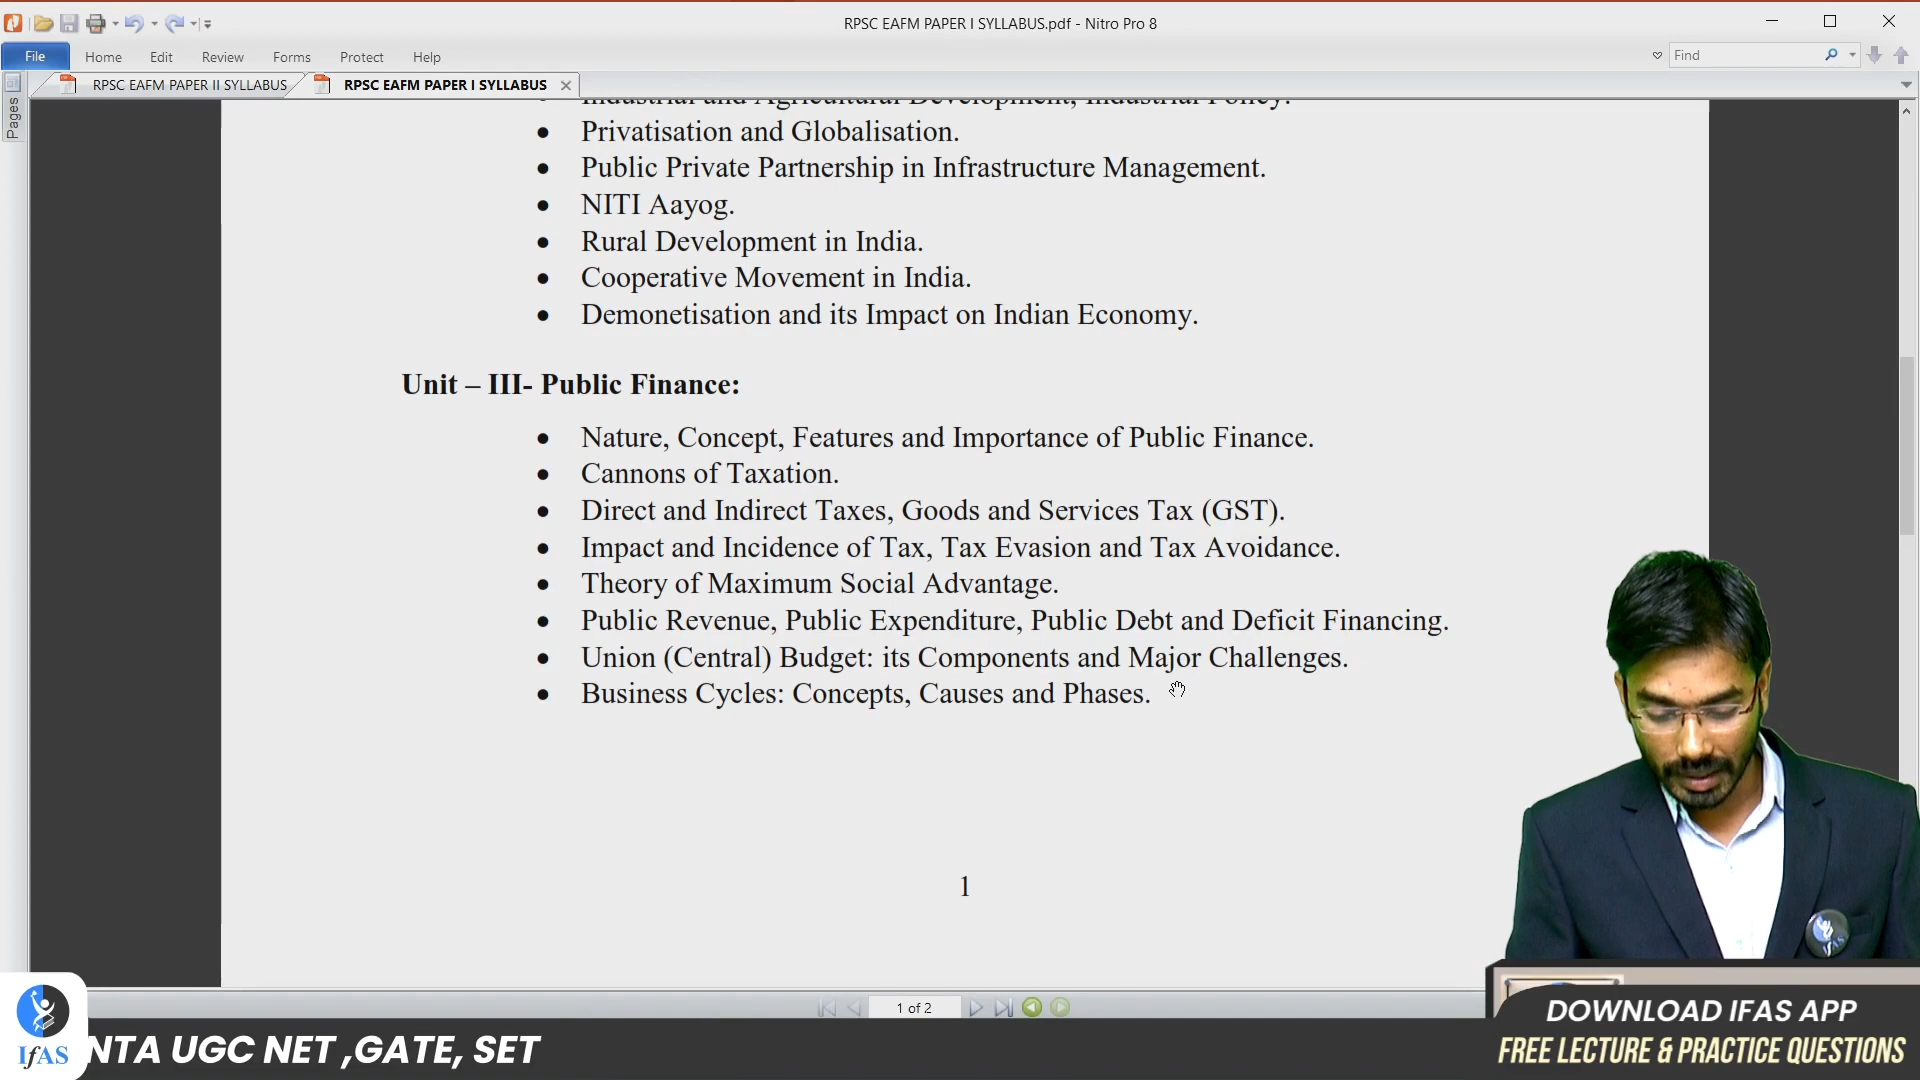 RPSC EAFM PAPER I SYLLABUS.pdf - Nitro Pro 8
File Home Edit Review Forms Protect Help
Find
RPSC EAFM PAPER II SYLLABUS RPSC EAFM PAPER I SYLLABUS
Pages
Industrial and Agricultural Development, Industrial Policy.
• Privatisation and Globalisation.
• Public Private Partnership in Infrastructure Management.
• NITI Aayog.
• Rural Development in India.
• Cooperative Movement in India.
• Demonetisation and its Impact on Indian Economy.
Unit – III- Public Finance:
• Nature, Concept, Features and Importance of Public Finance.
• Cannons of Taxation.
• Direct and Indirect Taxes, Goods and Services Tax (GST).
• Impact and Incidence of Tax, Tax Evasion and Tax Avoidance.
• Theory of Maximum Social Advantage.
• Public Revenue, Public Expenditure, Public Debt and Deficit Financing.
• Union (Central) Budget: its Components and Major Challenges.
• Business Cycles: Concepts, Causes and Phases.
1
1 of 2
IfAS
NTA UGC NET ,GATE, SET
DOWNLOAD IFAS APP
FREE LECTURE & PRACTICE QUESTIONS